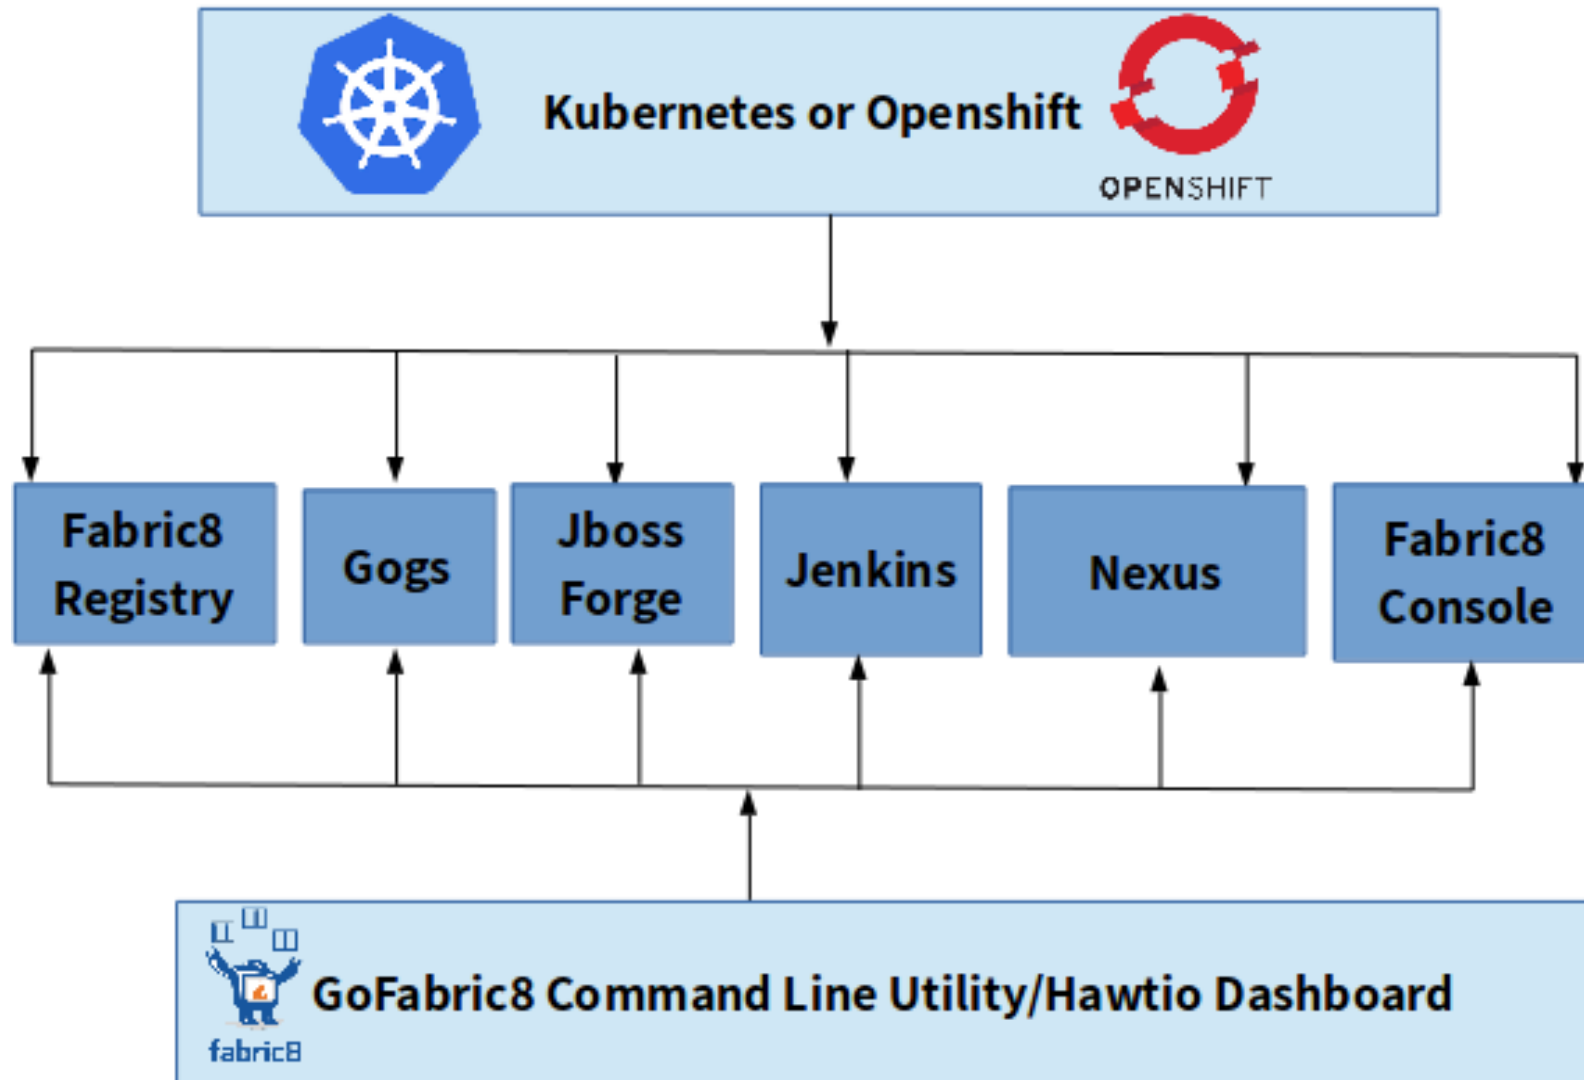 Kubernetes or Openshift
OPENSHIFT
Fabric8
Registry
Gogs
Jboss
Forge
Jenkins
Nexus
Fabric8
Console
GoFabric8 Command Line Utility/Hawtio Dashboard
fabric8